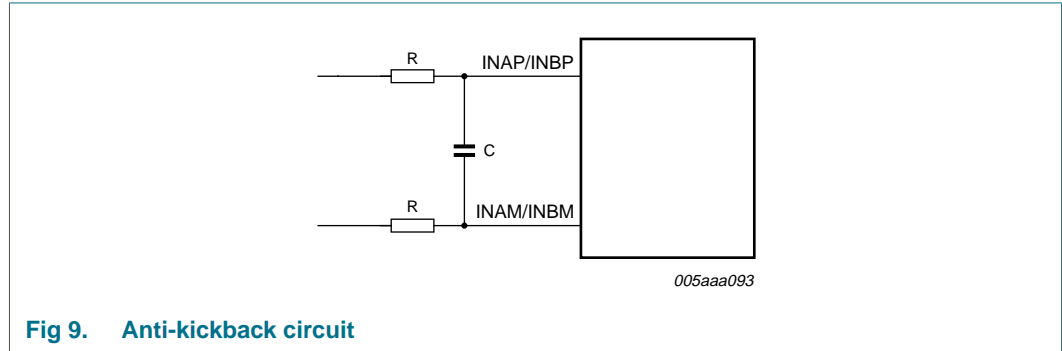 R
INAP/INBP
C
R
INAM/INBM
005aaa093
Fig 9. Anti-kickback circuit